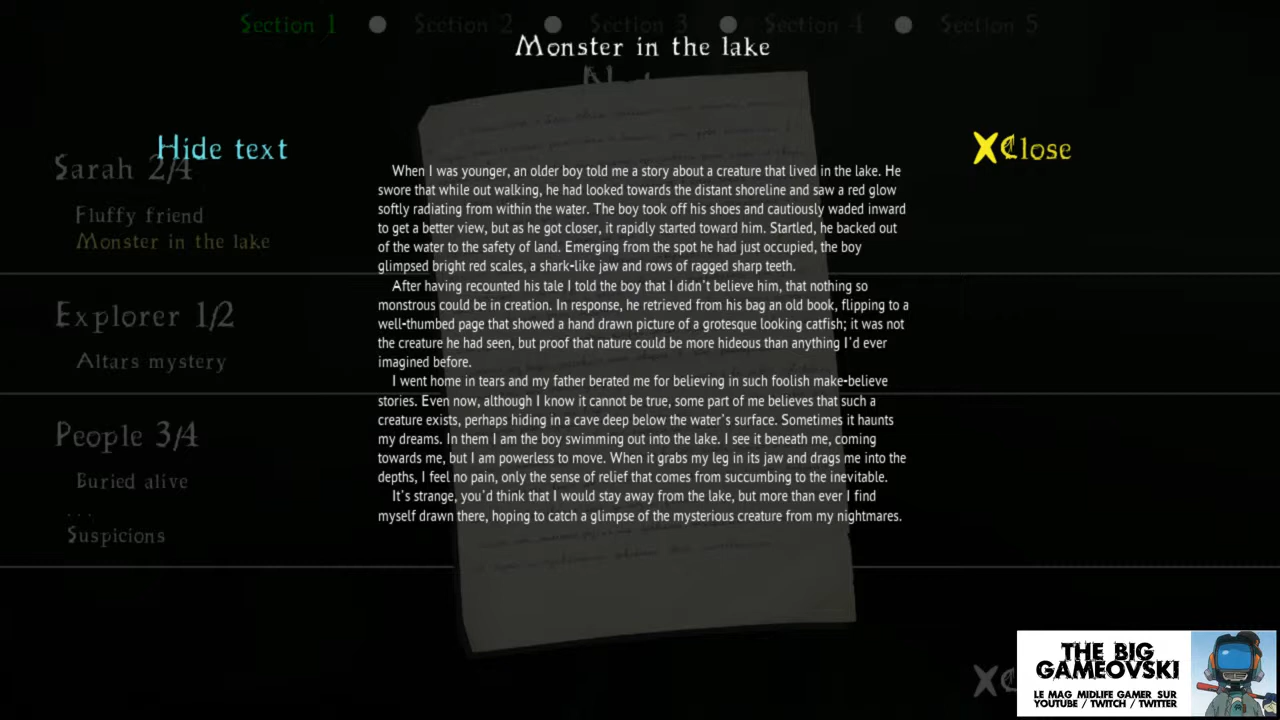 Section 1 Section 2 Section 3 Section 4 Section 5
Monster in the lake
Hide text
Close
Sarah 2/4
Fluffy friend
Monster in the lake
Explorer 1/2
Altars mystery
People 3/4
Buried alive
...
Suspicions
When I was younger, an older boy told me a story about a creature that lived in the lake. He
swore that while out walking, he had looked towards the distant shoreline and saw a red glow
softly radiating from within the water. The boy took off his shoes and cautiously waded inward
to get a better view, but as he got closer, it rapidly started toward him. Startled, he backed out
of the water to the safety of land. Emerging from the spot he had just occupied, the boy
glimpsed bright red scales, a shark-like jaw and rows of ragged sharp teeth.
After having recounted his tale I told the boy that I didn't believe him, that nothing so
monstrous could be in creation. In response, he retrieved from his bag an old book, flipping to a
well-thumbed page that showed a hand drawn picture of a grotesque looking catfish; it was not
the creature he had seen, but proof that nature could be more hideous than anything I'd ever
imagined before.
I went home in tears and my father berated me for believing in such foolish make-believe
stories. Even now, although I know it cannot be true, some part of me believes that such a
creature exists, perhaps hiding in a cave deep below the water's surface. Sometimes it haunts
my dreams. In them I am the boy swimming out into the lake. I see it beneath me, coming
towards me, but I am powerless to move. When it grabs my leg in its jaw and drags me into the
depths, I feel no pain, only the sense of relief that comes from succumbing to the inevitable.
It's strange, you'd think that I would stay away from the lake, but more than ever I find
myself drawn there, hoping to catch a glimpse of the mysterious creature from my nightmares.
THE BIG
GAMEOVSKI
LE MAG MIDLIFE GAMER SUR
YOUTUBE / TWITCH / TWITTER